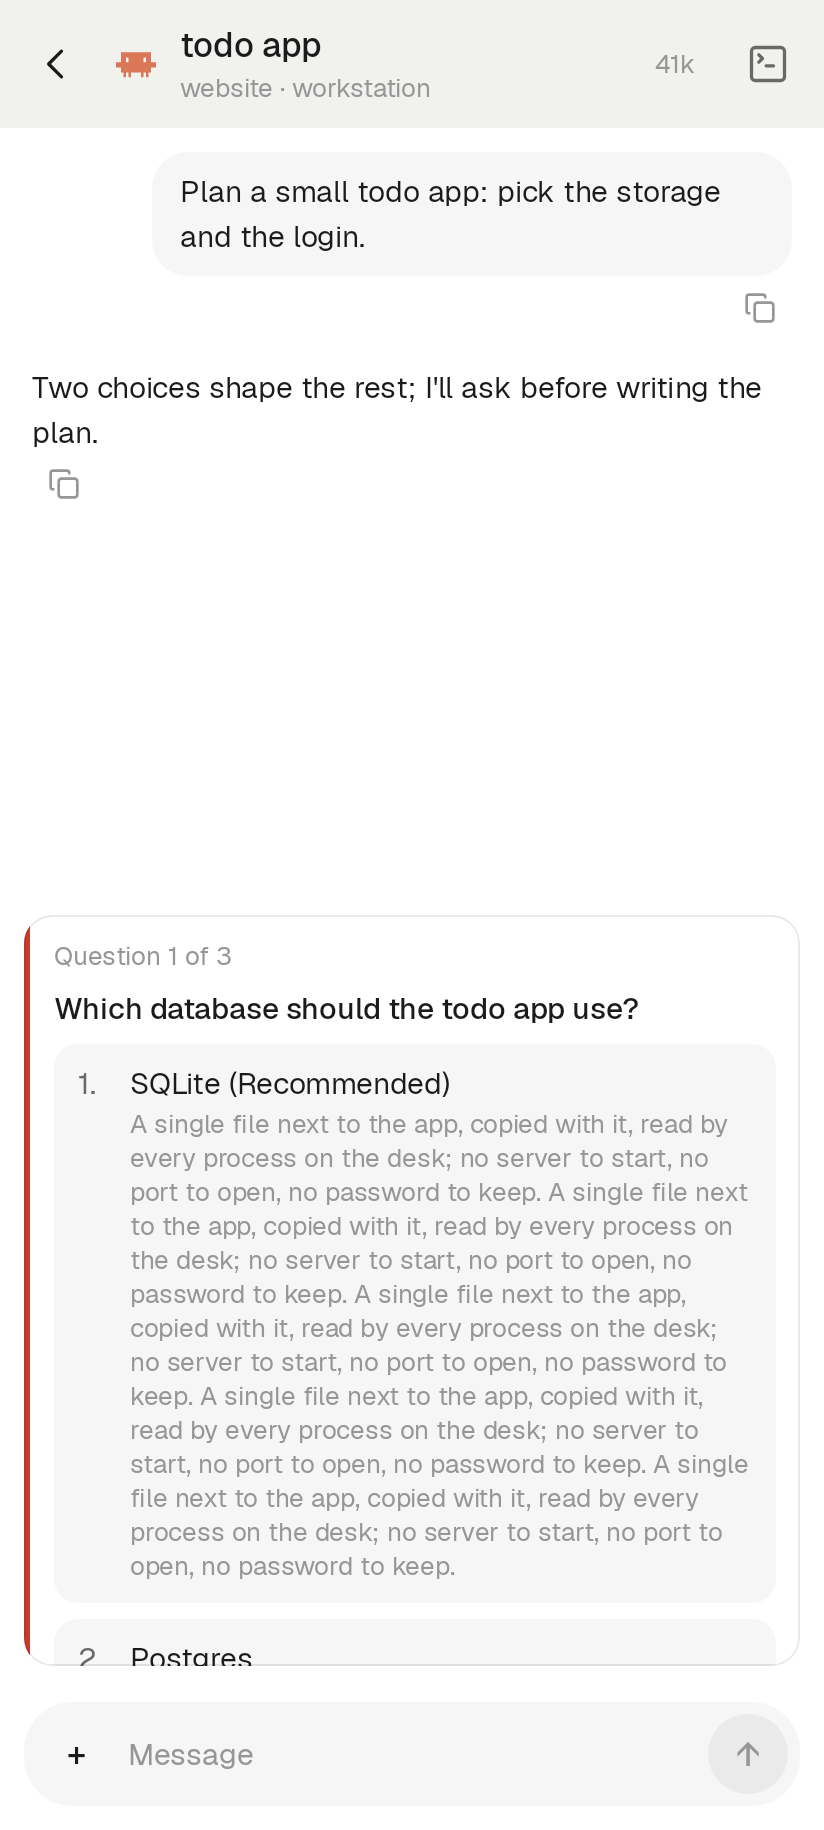 todo app
website · workstation
41k
Plan a small todo app: pick the storage
and the login.
Two choices shape the rest; I'll ask before writing the
plan.
Question 1 of 3
Which database should the todo app use?
1. SQLite (Recommended)
A single file next to the app, copied with it, read by
every process on the desk; no server to start, no
port to open, no password to keep. A single file next
to the app, copied with it, read by every process on
the desk; no server to start, no port to open, no
password to keep. A single file next to the app,
copied with it, read by every process on the desk;
no server to start, no port to open, no password to
keep. A single file next to the app, copied with it,
read by every process on the desk; no server to
start, no port to open, no password to keep. A single
file next to the app, copied with it, read by every
process on the desk; no server to start, no port to
open, no password to keep.
2 Postgres
+ Message